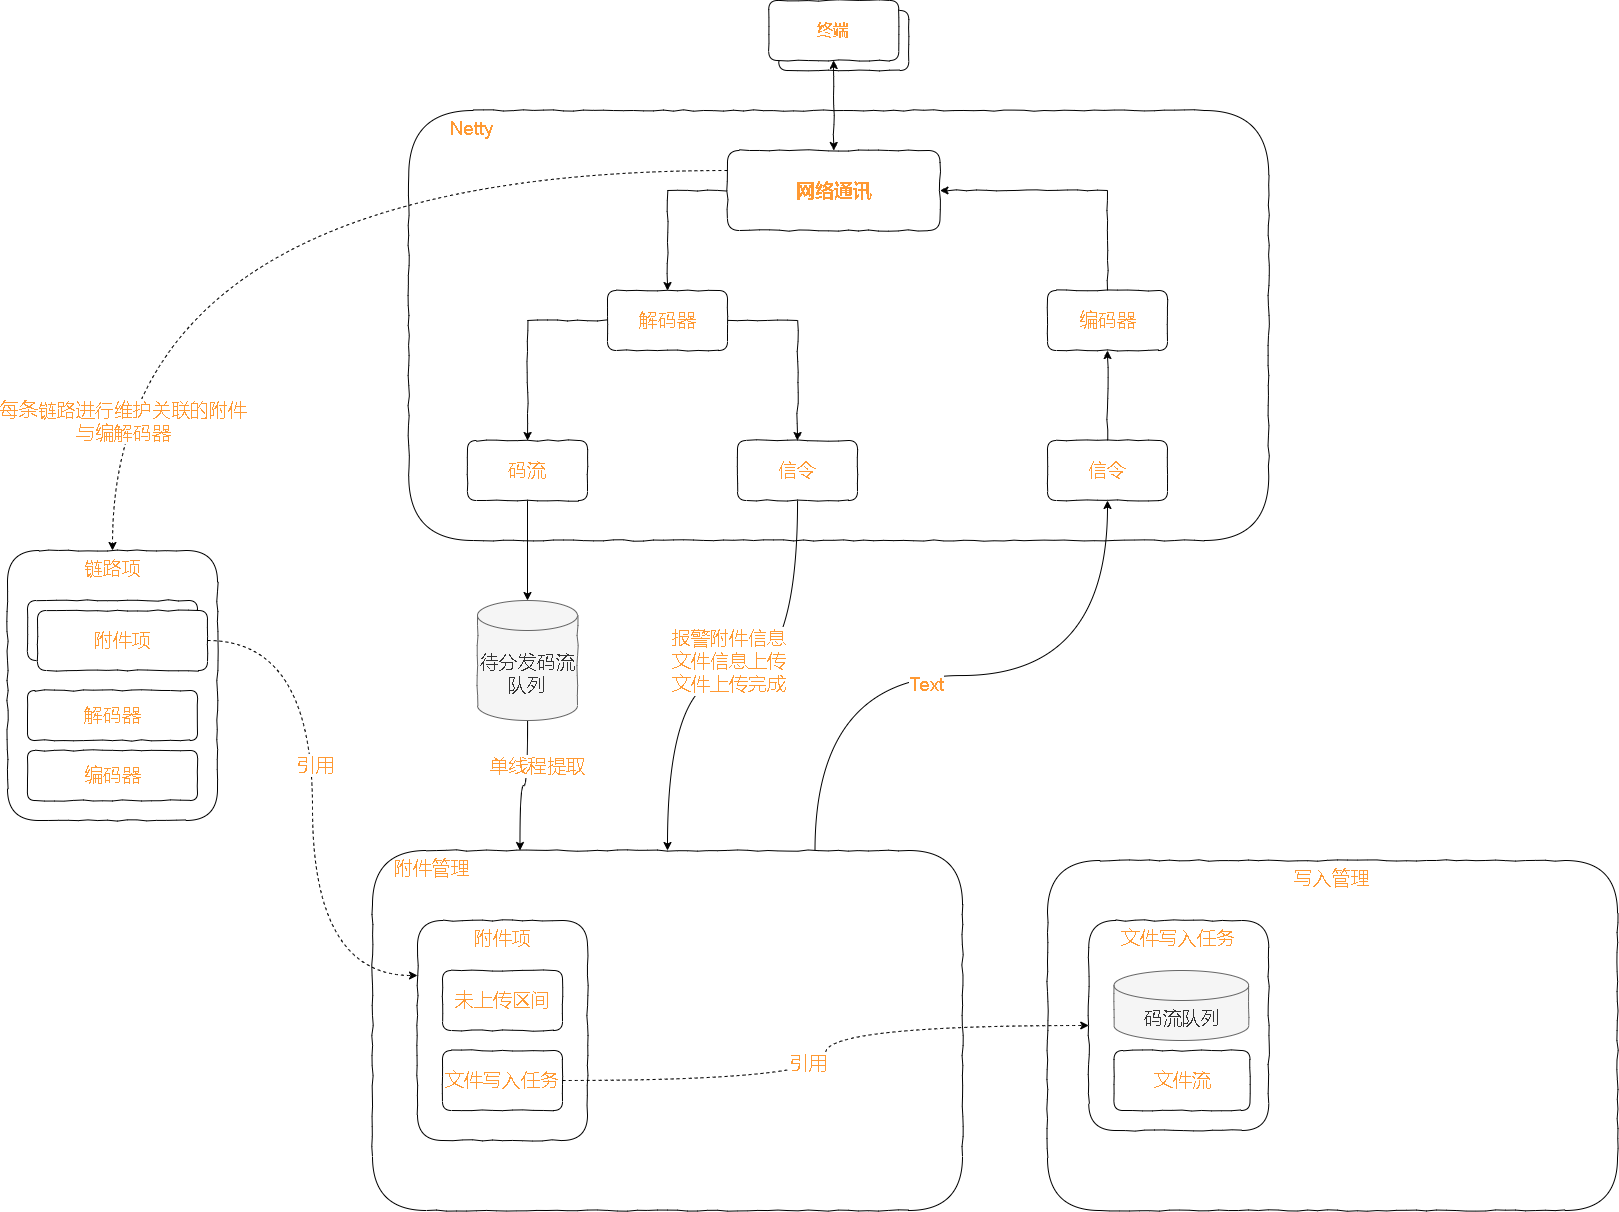 终端
Netty
网络通讯
解码器
编码器
每条链路进行维护关联的附件
与编解码器
码流
信令
信令
链路项
附件项
解码器
编码器
待分发码流
队列
报警附件信息
文件信息上传
文件上传完成
Text
引用
单线程提取
附件管理
附件项
未上传区间
文件写入任务
引用
写入管理
文件写入任务
码流队列
文件流